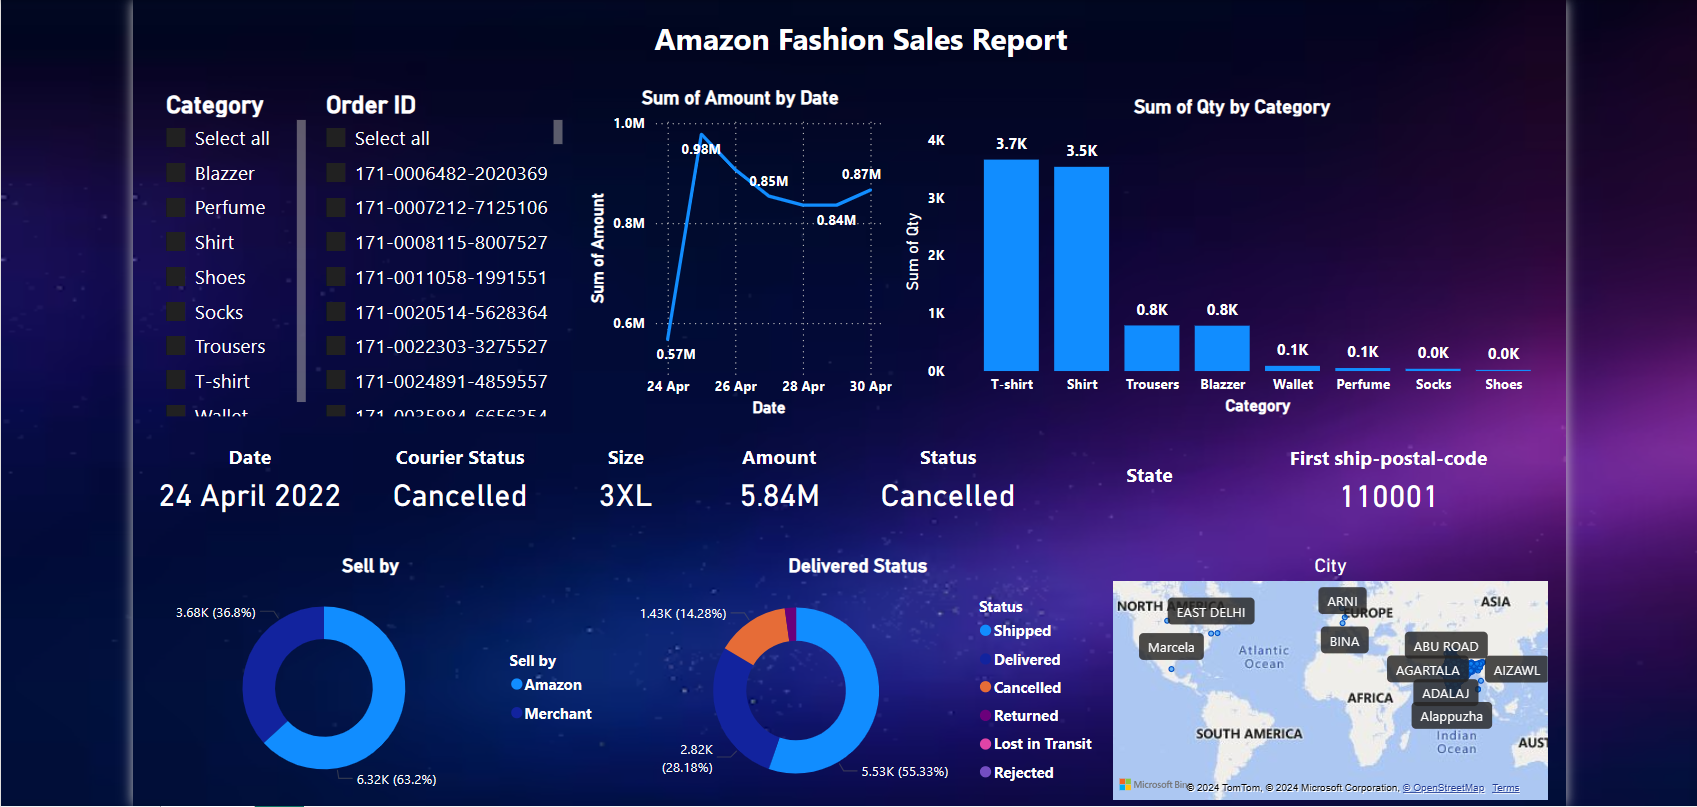 Amazon Fashion Sales Report
Category
Select all
Blazzer
Perfume
Shirt
Shoes
Socks
Trousers
T-shirt
Wallet
Order ID
Select all
171-0006482-2020369
171-0007212-7125106
171-0008115-8007527
171-0011058-1991551
171-0020514-5628364
171-0022303-3275527
171-0024891-4859557
171-0035884-6656354
Sum of Amount by Date
Sum of Amount
1.0M
0.8M
0.6M
0.98M
0.85M
0.87M
0.84M
0.57M
24 Apr
26 Apr
28 Apr
30 Apr
Date
Sum of Qty by Category
Sum of Qty
4K
3K
2K
1K
0K
3.7K
3.5K
0.8K
0.8K
0.1K
0.1K
0.0K
0.0K
T-shirt
Shirt
Trousers
Blazzer
Wallet
Perfume
Socks
Shoes
Category
Date
24 April 2022
Courier Status
Cancelled
Size
3XL
Amount
5.84M
Status
Cancelled
State
First ship-postal-code
110001
Sell by
3.68K (36.8%)
6.32K (63.2%)
Sell by
Amazon
Merchant
Delivered Status
1.43K (14.28%)
2.82K
(28.18%)
5.53K (55.33%)
Status
Shipped
Delivered
Cancelled
Returned
Lost in Transit
Rejected
City
NORTH AMERICA
EAST DELHI
ARNI
EUROPE
ASIA
Marcela
BINA
Atlantic
Ocean
ABU ROAD
AGARTALA
AIZAWL
AFRICA
ADALAJ
Alappuzha
SOUTH AMERICA
Indian
Ocean
AUST
Microsoft Bing
© 2024 TomTom, © 2024 Microsoft Corporation, © OpenStreetMap Terms